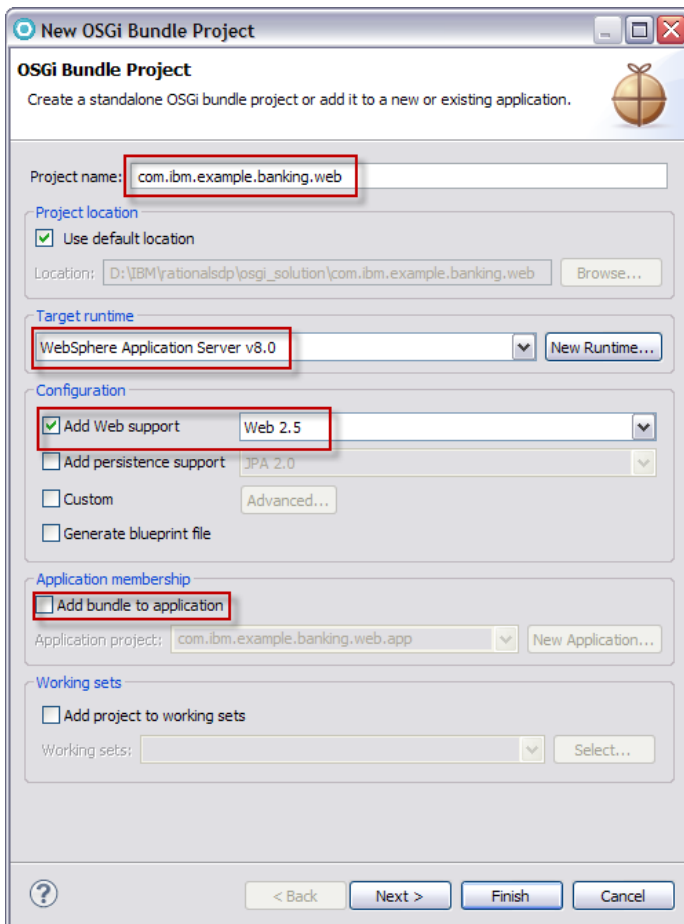 New OSGi Bundle Project
OSGi Bundle Project
Create a standalone OSGi bundle project or add it to a new or existing application.
Project name: com.ibm.example.banking.web
Project location
Use default location
Location: D:\IBM\rationalsdp\osgi_solution\com.ibm.example.banking.web Browse...
Target runtime
WebSphere Application Server v8.0 New Runtime...
Configuration
Add Web support Web 2.5
Add persistence support JPA 2.0
Custom Advanced...
Generate blueprint file
Application membership
Add bundle to application
Application project: com.ibm.example.banking.web.app New Application...
Working sets
Add project to working sets
Working sets: Select...
? < Back Next > Finish Cancel